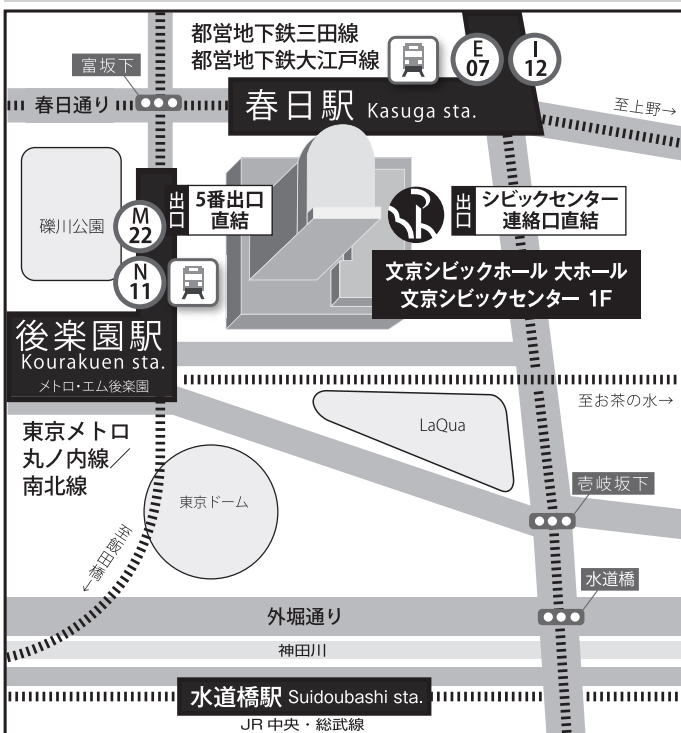 都営地下鉄三田線
都営地下鉄大江戸線
E
07
I
12
富坂下
春日通り
春日駅 Kasuga sta.
至上野→
礫川公園
M
22
出口
5番出口
直結
出口
シビックセンター
連絡口直結
N
11
文京シビックホール 大ホール
文京シビックセンター 1F
後楽園駅
Kourakuen sta.
メトロ・エム後楽園
至お茶の水→
東京メトロ
丸ノ内線／
南北線
LaQua
東京ドーム
壱岐坂下
至飯田橋→
水道橋
外堀通り
神田川
水道橋駅 Suidoubashi sta.
JR 中央・総武線